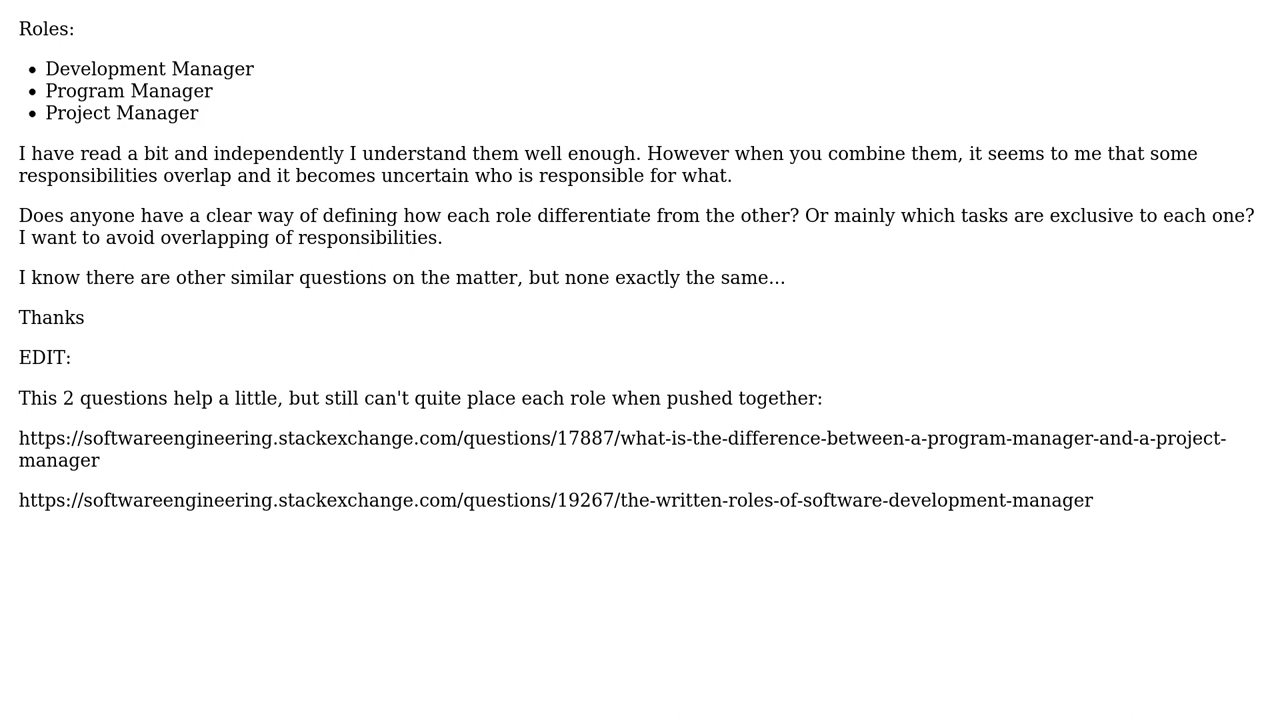 Roles:
• Development Manager
• Program Manager
• Project Manager
I have read a bit and independently I understand them well enough. However when you combine them, it seems to me that some
responsibilities overlap and it becomes uncertain who is responsible for what.
Does anyone have a clear way of defining how each role differentiate from the other? Or mainly which tasks are exclusive to each one?
I want to avoid overlapping of responsibilities.
I know there are other similar questions on the matter, but none exactly the same...
Thanks
EDIT:
This 2 questions help a little, but still can't quite place each role when pushed together:
https://softwareengineering.stackexchange.com/questions/17887/what-is-the-difference-between-a-program-manager-and-a-project-
manager
https://softwareengineering.stackexchange.com/questions/19267/the-written-roles-of-software-development-manager